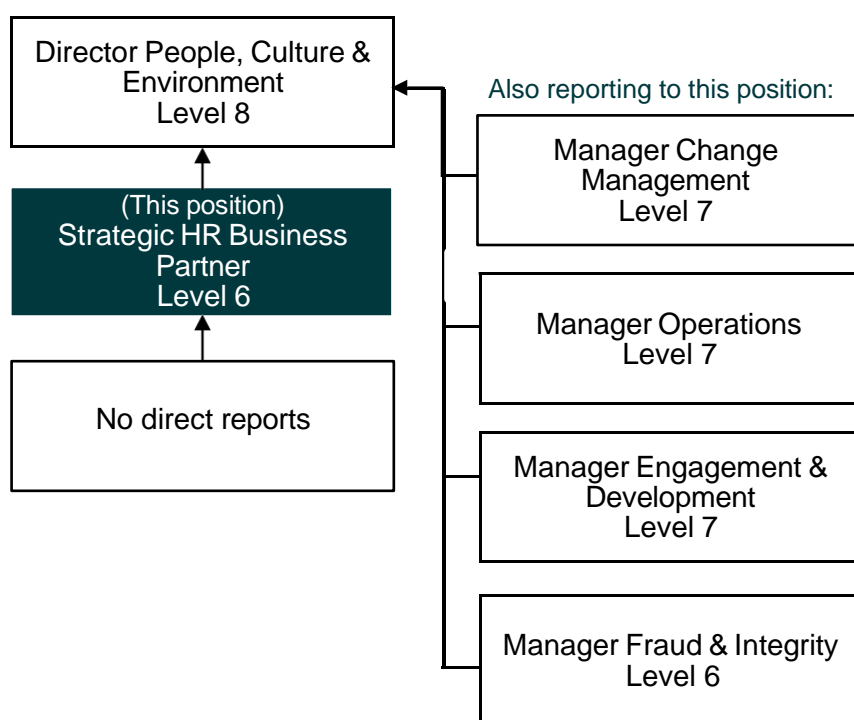 Director People, Culture &
Environment
Level 8
(This position)
Strategic HR Business
Partner
Level 6
No direct reports
Also reporting to this position:
Manager Change
Management
Level 7
Manager Operations
Level 7
Manager Engagement &
Development
Level 7
Manager Fraud & Integrity
Level 6